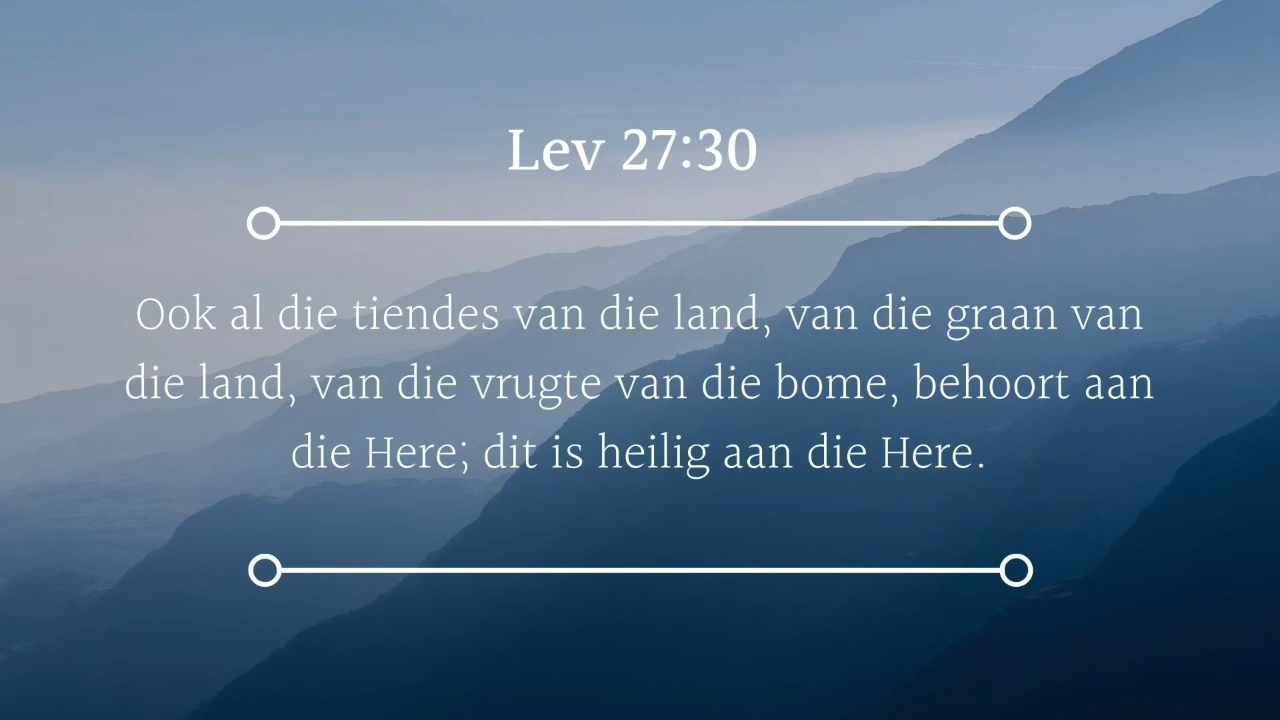 Lev 27:30
Ook al die tiendes van die land, van die graan van
die land, van die vrugte van die bome, behoort aan
die Here; dit is heilig aan die Here.